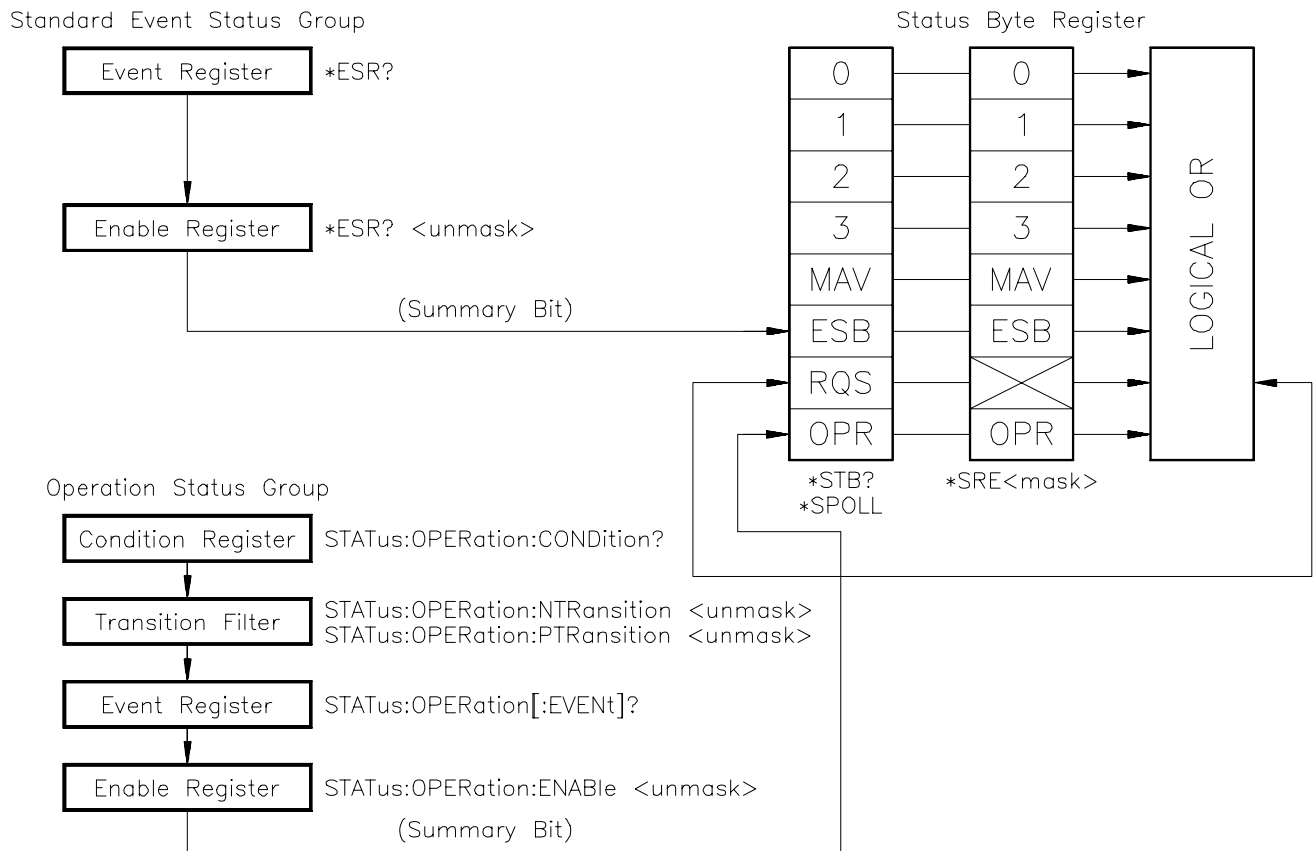 Standard Event Status Group
Event Register *ESR?
Enable Register *ESR? <unmask>
(Summary Bit)
Status Byte Register
0 0
1 1
2 2
3 3
MAV MAV
ESB ESB
RQS
OPR OPR
LOGICAL OR
*STB? *SRE<mask>
*SPOLL
Operation Status Group
Condition Register STATus:OPERation:CONDition?
Transition Filter STATus:OPERation:NTRansition <unmask>
STATus:OPERation:PTRansition <unmask>
Event Register STATus:OPERation[:EVENt]?
Enable Register STATus:OPERation:ENABle <unmask>
(Summary Bit)